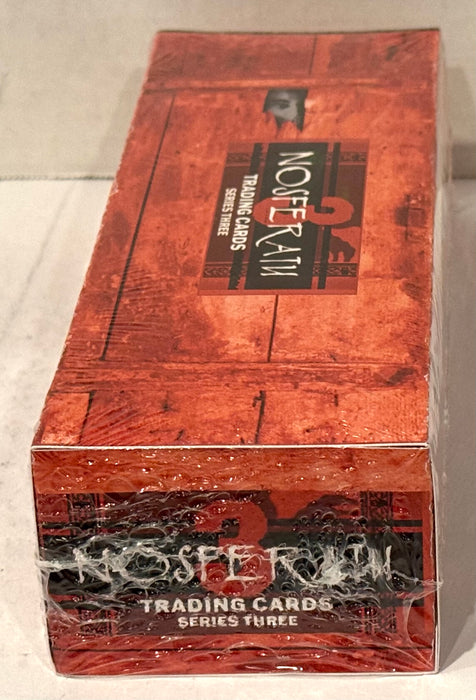 NOSFERATU
3
TRADING CARDS
SERIES THREE
3
NOSFERATU
TRADING CARDS
SERIES THREE